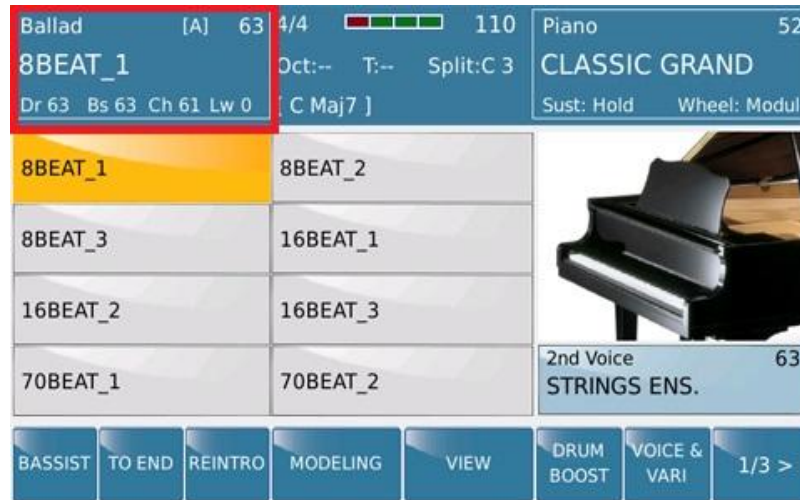 Ballad [A] 63
8BEAT_1
Dr 63 Bs 63 Ch 61 Lw 0
4/4 110
Oct:-- T:-- Split:C 3
[ C Maj7 ]
Piano 52
CLASSIC GRAND
Sust: Hold Wheel: Modul
8BEAT_1
8BEAT_2
8BEAT_3
16BEAT_1
16BEAT_2
16BEAT_3
70BEAT_1
70BEAT_2
2nd Voice 63
STRINGS ENS.
BASSIST
TO END
REINTRO
MODELING
VIEW
DRUM
BOOST
VOICE &
VARI
1/3 >